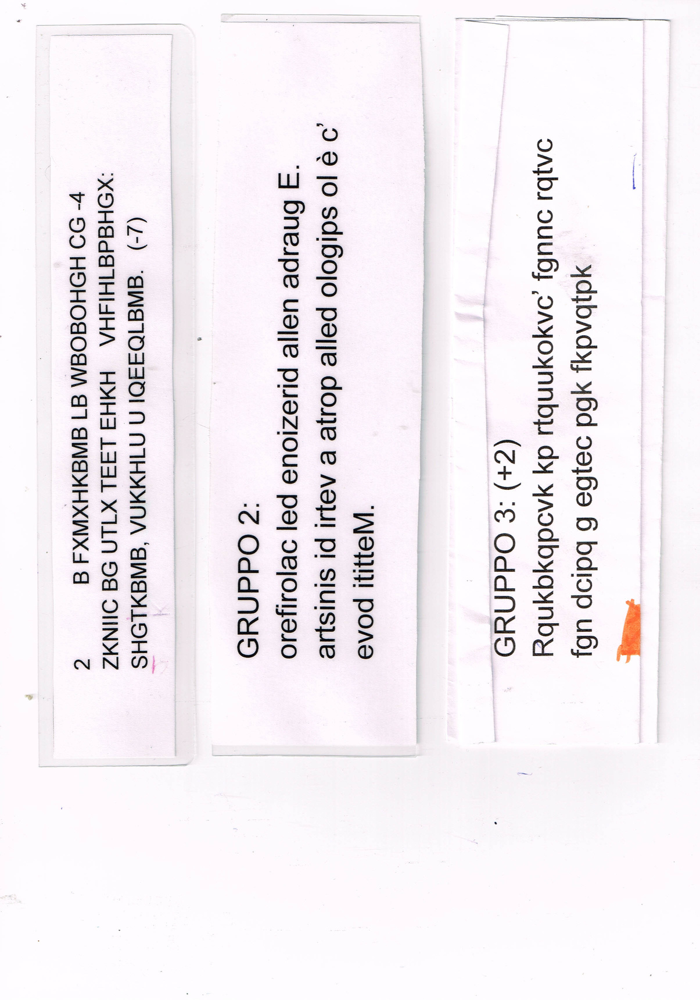 2 B FXMXHKBMB LB WBOBOHGH CG -4
ZKNIIC BG UTLX TEET EHKH VHFIHLBPBHGX:
SHGTKBMB, VUKKHLU U IQEEQLBMB. (-7)
GRUPPO 2:
orefirolac led enoizerid allen adraug E.
artsinis id irtev a atrop alled ologips ol è c’
evod ititteM.
GRUPPO 3: (+2)
Rqukbkqpcvk kp rtquukokvc’ fgnnc rqtvc
fgn dcipq g egtec pgk fkpvqtpk